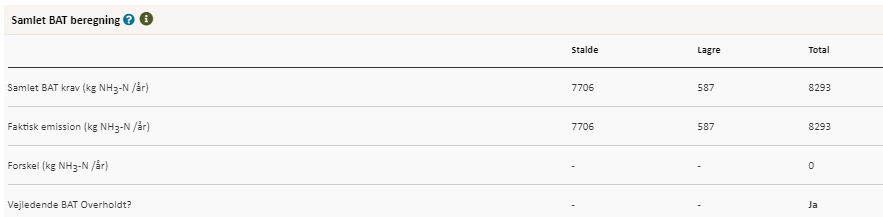 Samlet BAT beregning ? i
Stalde Lagre Total
Samlet BAT krav (kg NH3-N /år) 7706 587 8293
Faktisk emission (kg NH3-N /år) 7706 587 8293
Forskel (kg NH3-N /år) - - 0
Vejledende BAT Overholdt? - - Ja